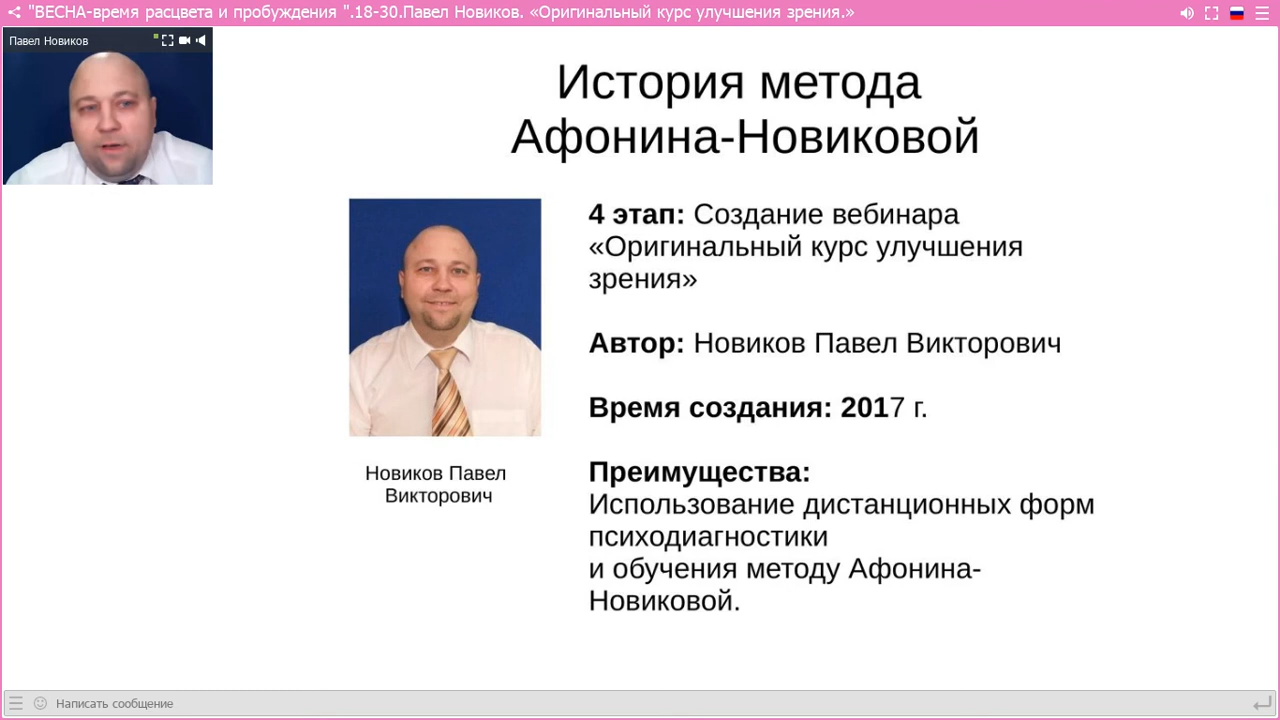 "ВЕСНА-время расцвета и пробуждения ".18-30.Павел Новиков. «Оригинальный курс улучшения зрения.»
Павел Новиков
История метода
Афонина-Новиковой
4 этап: Создание вебинара
«Оригинальный курс улучшения
зрения»
Автор: Новиков Павел Викторович
Время создания: 2017 г.
Преимущества:
Использование дистанционных форм
психодиагностики
и обучения методу Афонина-
Новиковой.
Новиков Павел
Викторович
Написать сообщение